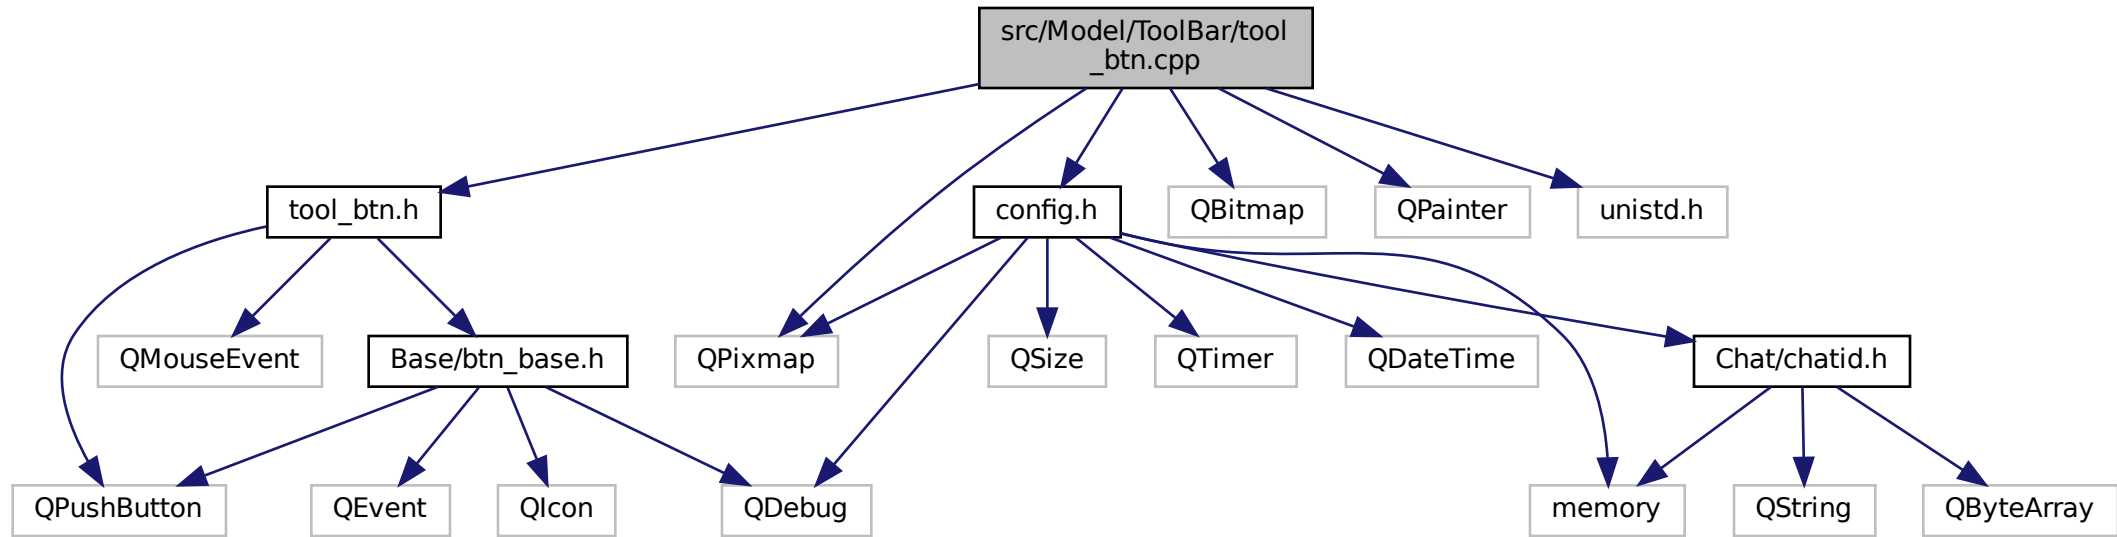 src/Model/ToolBar/tool
_btn.cpp
tool_btn.h
config.h
QBitmap
QPainter
unistd.h
QMouseEvent
Base/btn_base.h
QPixmap
QSize
QTimer
QDateTime
Chat/chatid.h
QPushButton
QEvent
QIcon
QDebug
memory
QString
QByteArray